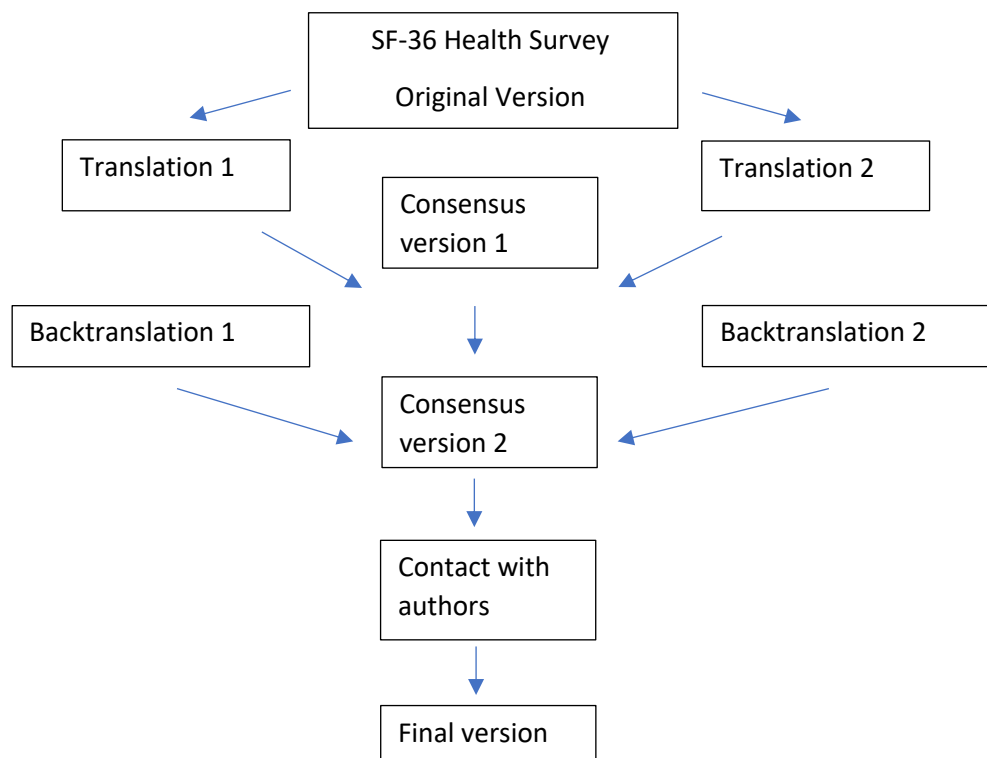 SF-36 Health Survey
Original Version
Translation 1
Translation 2
Consensus
version 1
Backtranslation 1
Backtranslation 2
Consensus
version 2
Contact with
authors
Final version